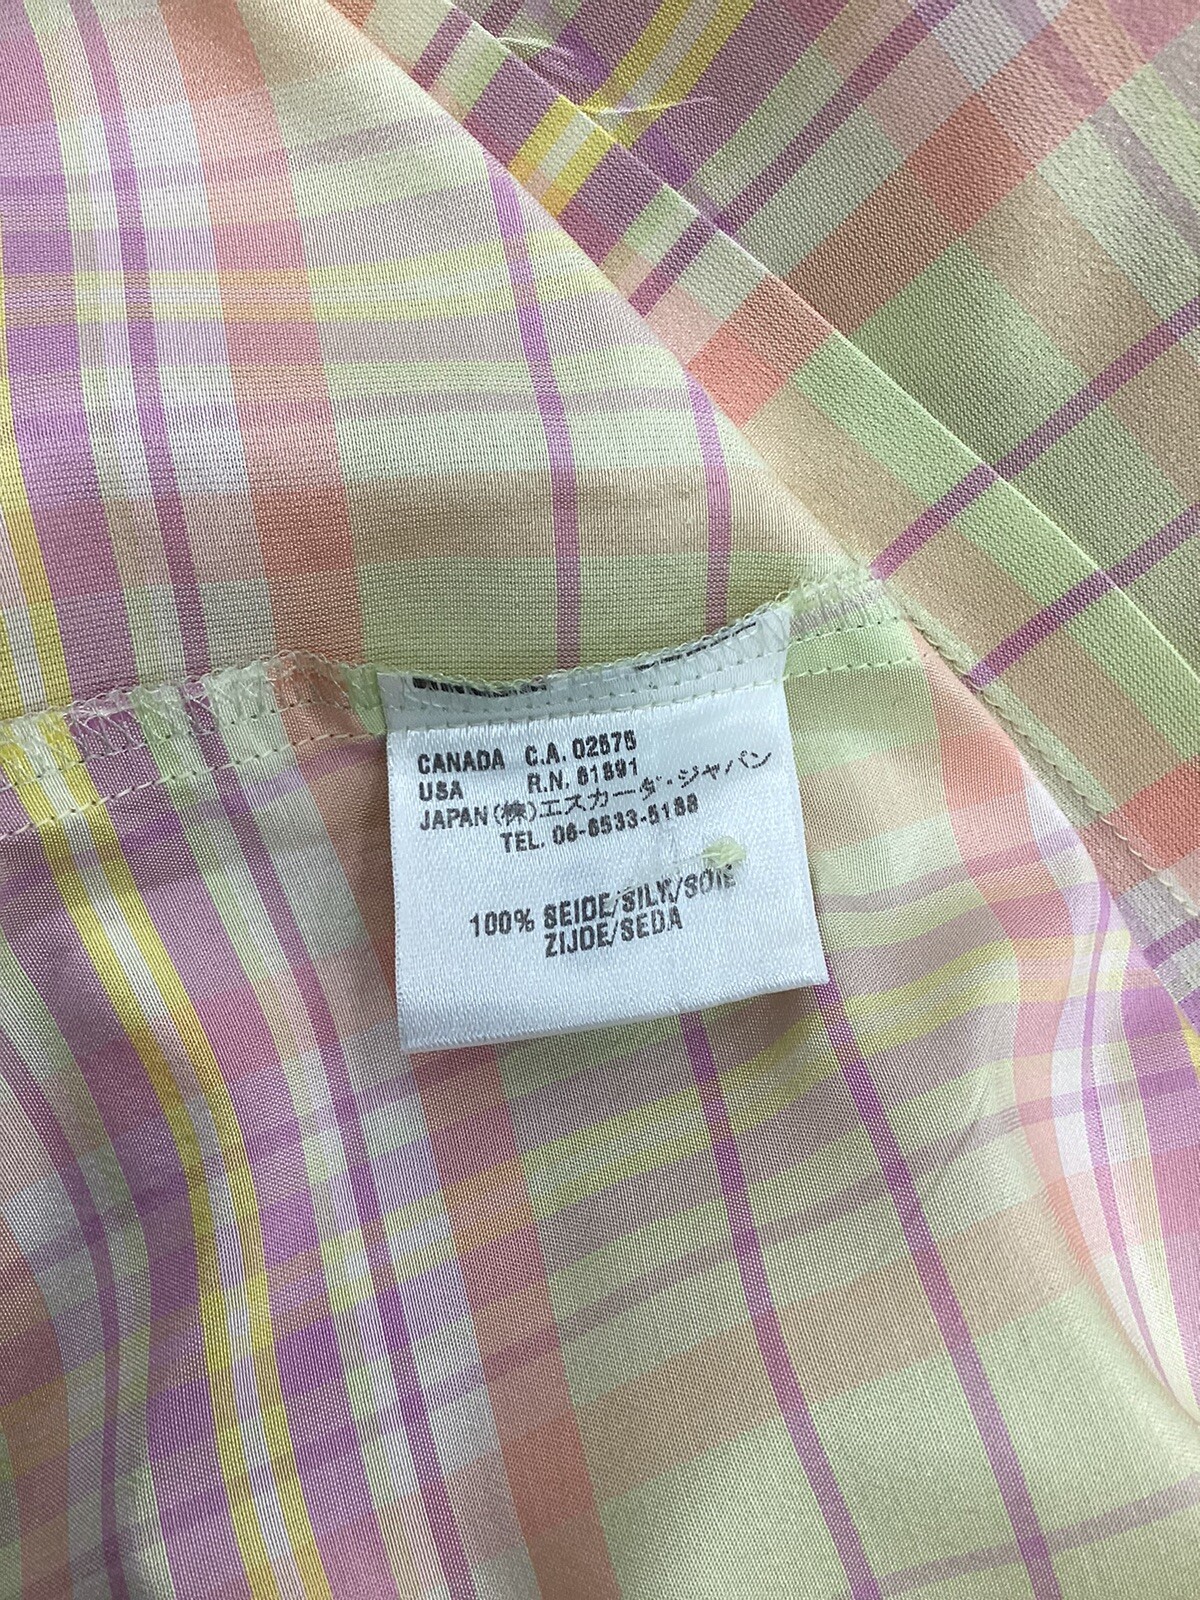 CANADA C.A. 02575
USA R.N. 61891
JAPAN (株)エスカーダ・ジャパン
TEL. 06-6533-5188
100% SEIDE/SILK/SOIE
ZIJDE/SEDA